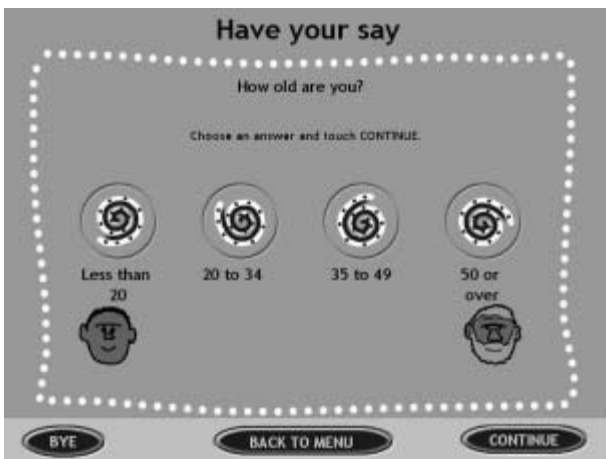 Have your say
How old are you?
Choose an answer and touch CONTINUE.
Less than
20
20 to 34
35 to 49
50 or
over
BYE
BACK TO MENU
CONTINUE